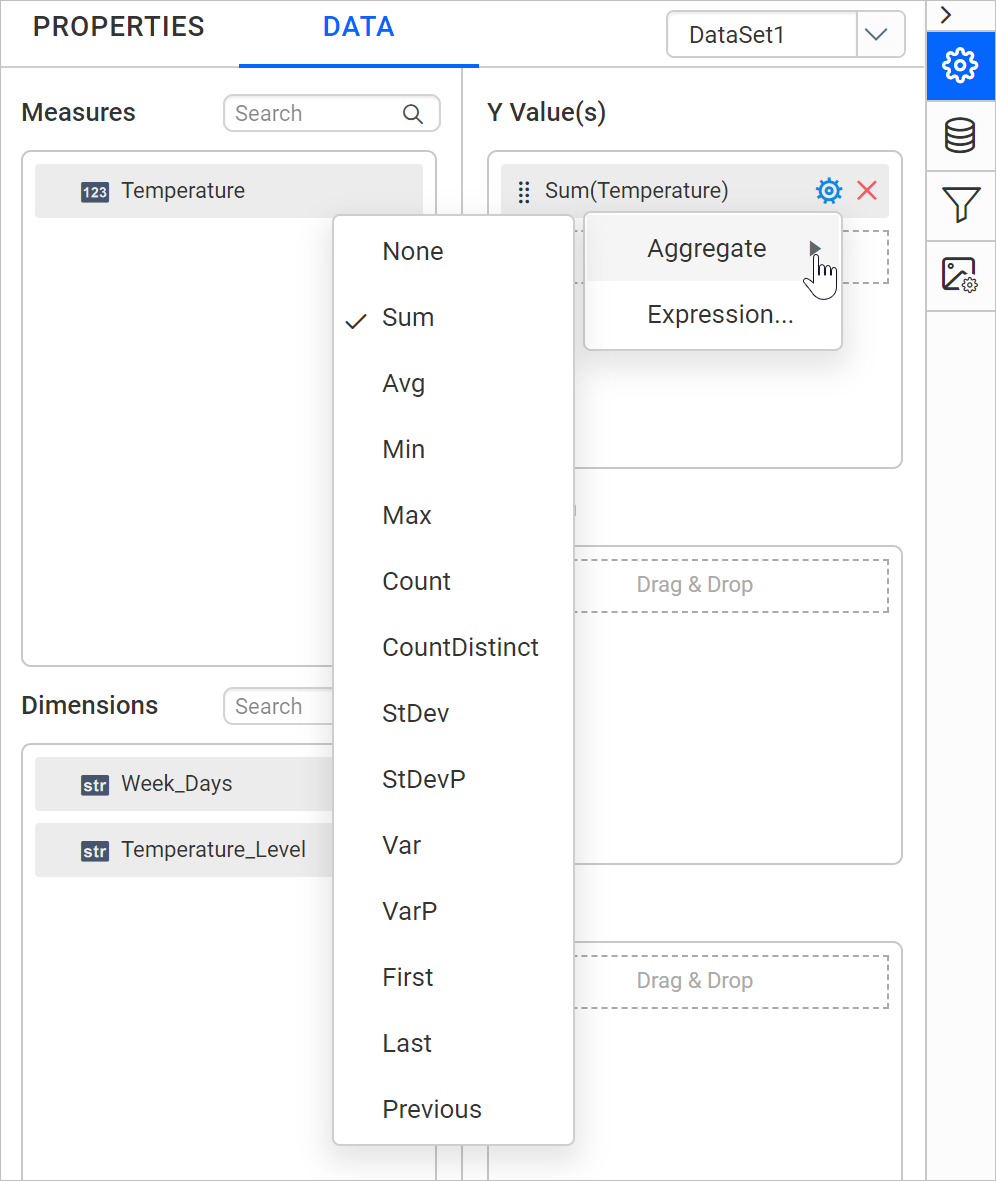 PROPERTIES
DATA
DataSet1
Measures
Search
Y Value(s)
123
Temperature
Sum(Temperature)
None
Sum
Avg
Min
Max
Count
CountDistinct
StDev
StDevP
Var
VarP
First
Last
Previous
Aggregate
Expression...
Drag & Drop
Dimensions
Search
str
Week_Days
str
Temperature_Level
Drag & Drop